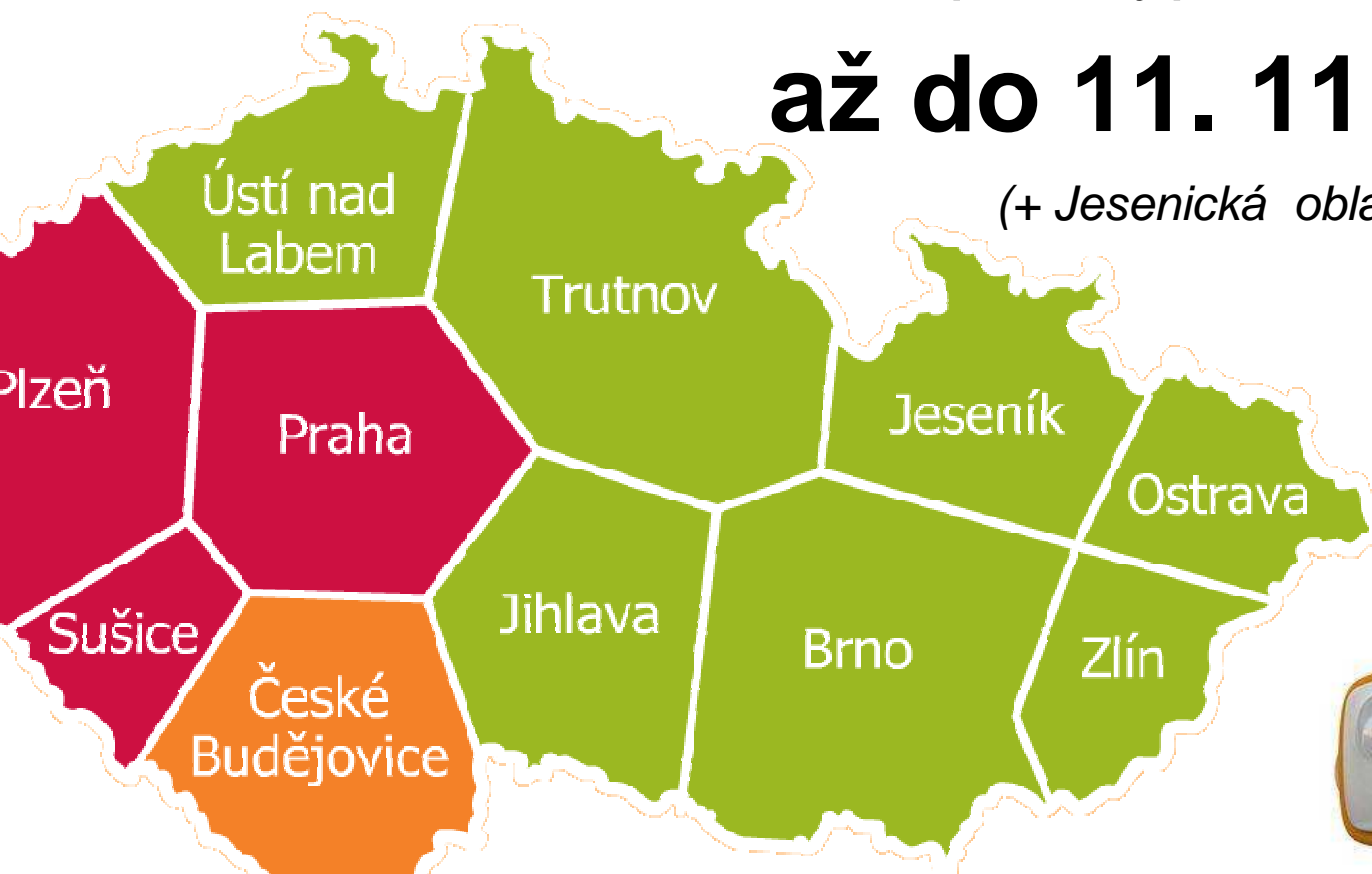 až do 11. 11
(+ Jesenická obla
Ústí nad
Labem
Trutnov
Plzeň
Praha
Jeseník
Ostrava
Sušice
Jihlava
Brno
Zlín
České
Budějovice